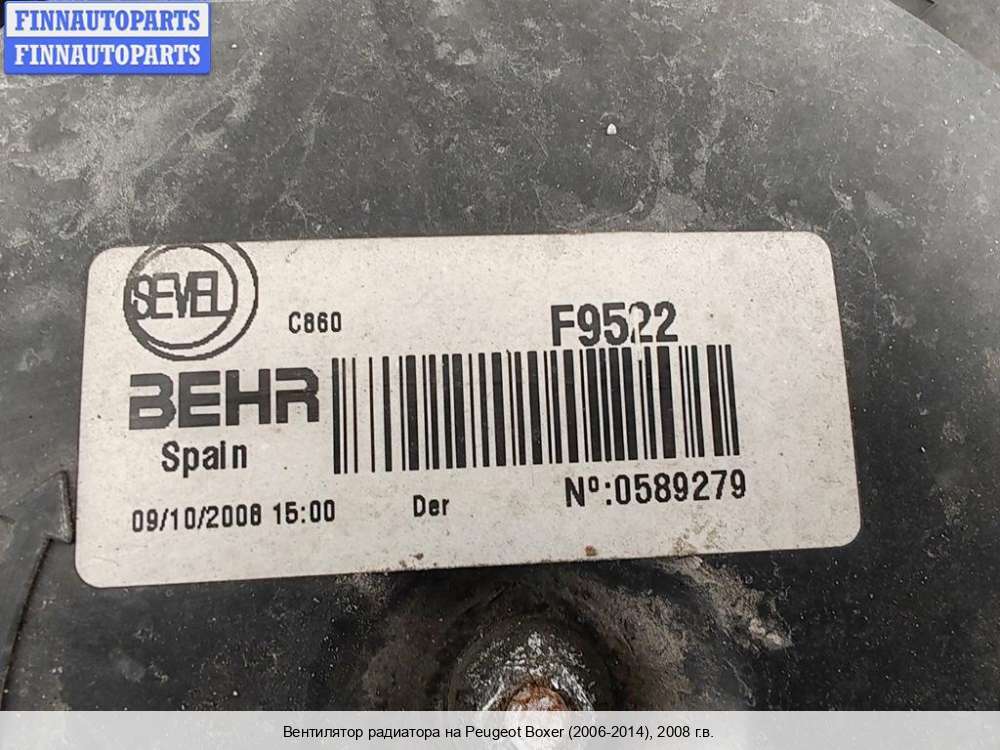 FINNAUTOPARTS
FINNAUTOPARTS
SEVEL
C860
F9522
BEHR
Spain
09/10/2008 15:00
Der
Nº:0589279
Вентилятор радиатора на Peugeot Boxer (2006-2014), 2008 г.в.